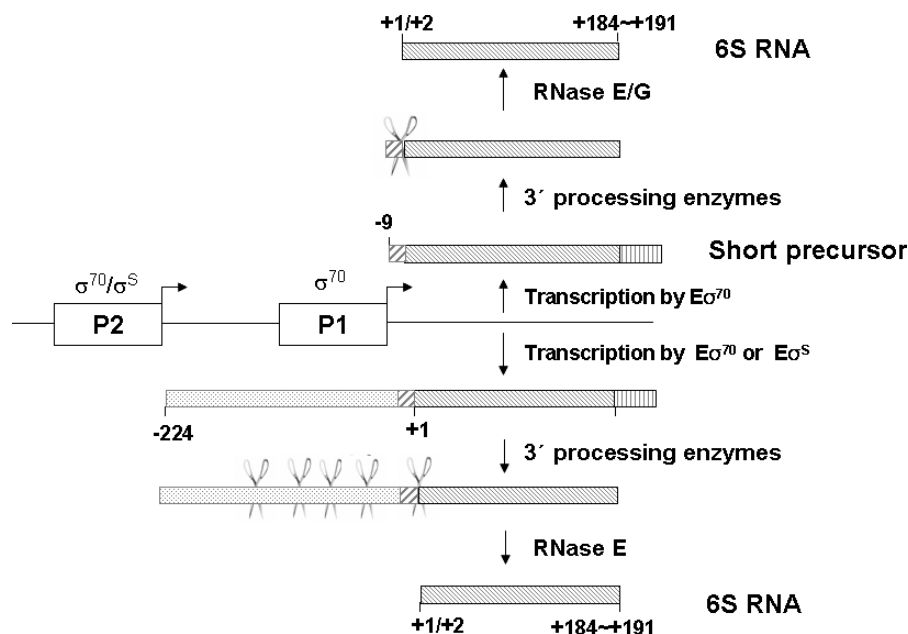 +1/+2 +184~+191
6S RNA
RNase E/G
3´ processing enzymes
-9
Short precursor
σ70/σS σ70
Transcription by Eσ70
P2 P1
Transcription by Eσ70 or EσS
-224 +1
3´ processing enzymes
RNase E
6S RNA
+1/+2 +184~+191